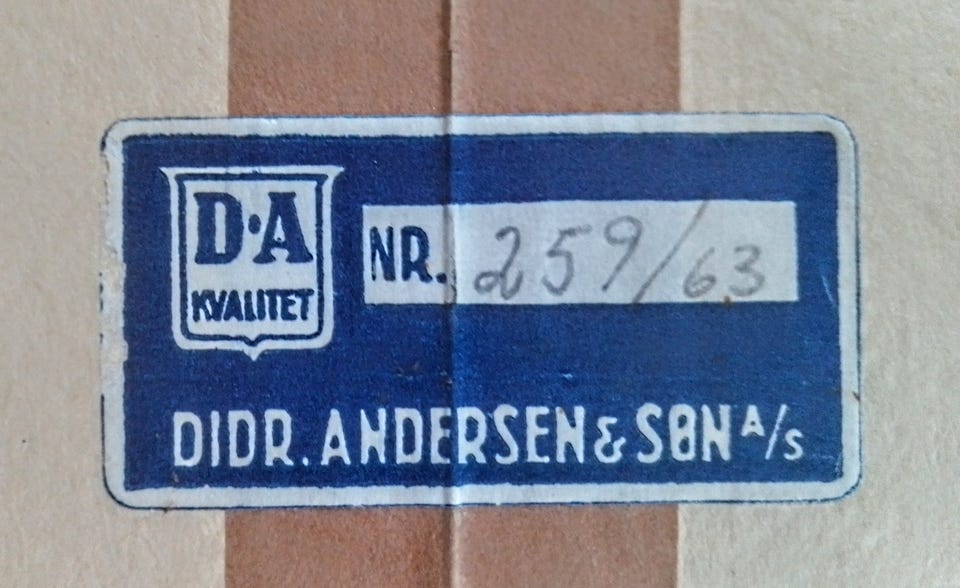 D·A
KVALITET
NR. 259/63
DIDR. ANDERSEN & SØN A/S